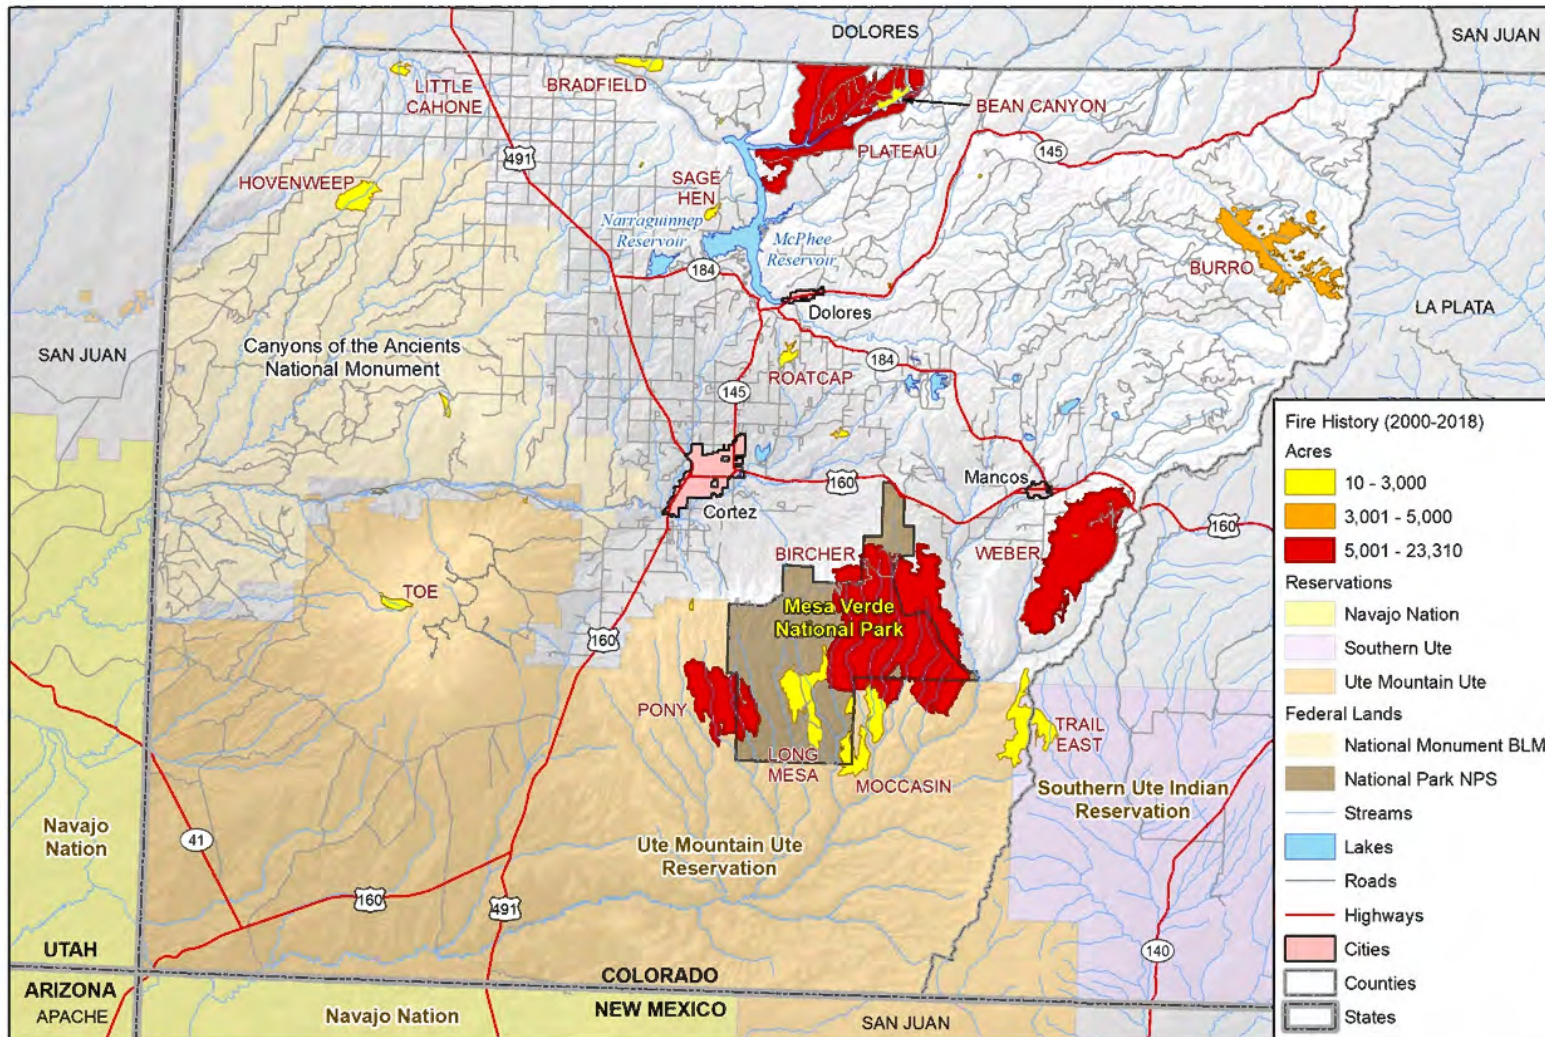 DOLORES
SAN JUAN
LITTLE
CAHONE
BRADFIELD
BEAN CANYON
PLATEAU
491
145
HOVENWEEP
SAGE
HEN
Narraguinnep
Reservoir
McPhee
Reservoir
184
BURRO
Dolores
LA PLATA
SAN JUAN
Canyons of the Ancients
National Monument
ROATCAP
184
145
160
Mancos
Cortez
160
BIRCHER
WEBER
TOE
Mesa Verde
National Park
160
PONY
LONG
MESA
MOCCASIN
TRAIL
EAST
Southern Ute Indian
Reservation
Navajo
Nation
41
Ute Mountain Ute
Reservation
160
491
140
UTAH
COLORADO
ARIZONA
APACHE
Navajo Nation
NEW MEXICO
SAN JUAN
Fire History (2000-2018)
Acres
10 - 3,000
3,001 - 5,000
5,001 - 23,310
Reservations
Navajo Nation
Southern Ute
Ute Mountain Ute
Federal Lands
National Monument BLM
National Park NPS
Streams
Lakes
Roads
Highways
Cities
Counties
States